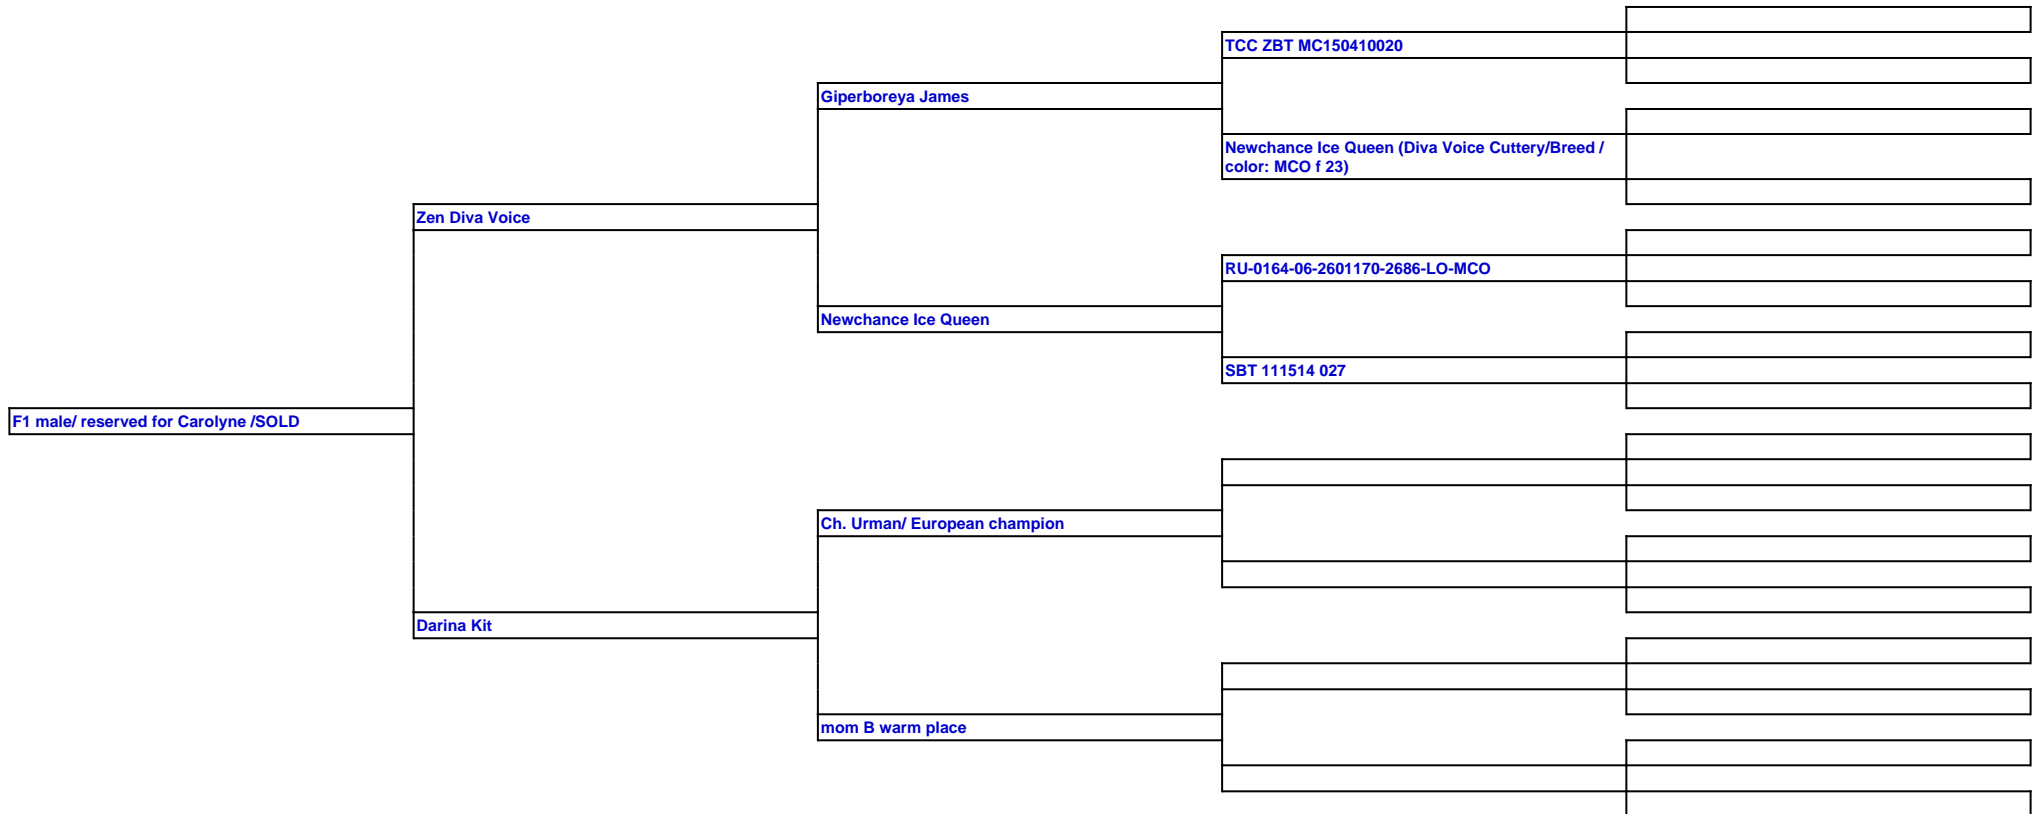 TCC ZBT MC150410020
Giperboreya James
Newchance Ice Queen (Diva Voice Cuttery/Breed /
color: MCO f 23)
Zen Diva Voice
RU-0164-06-2601170-2686-LO-MCO
Newchance Ice Queen
SBT 111514 027
F1 male/ reserved for Carolyne /SOLD
Ch. Urman/ European champion
Darina Kit
mom B warm place